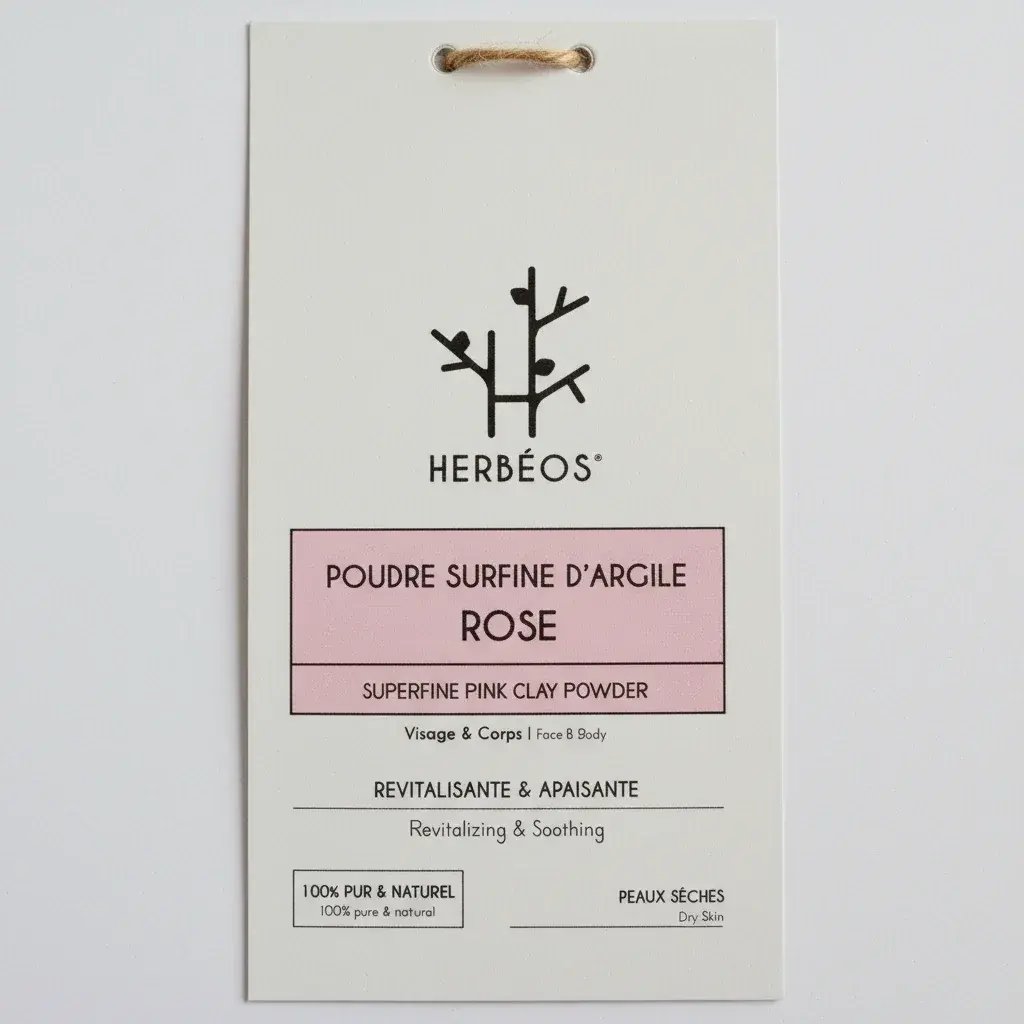 HERBÉOS®
POUDRE SURFINE D'ARGILE
ROSE
SUPERFINE PINK CLAY POWDER
Visage & Corps | Face & Body
REVITALISANTE & APAISANTE
Revitalizing & Soothing
100% PUR & NATUREL
100% pure & natural
PEAUX SÈCHES
Dry Skin